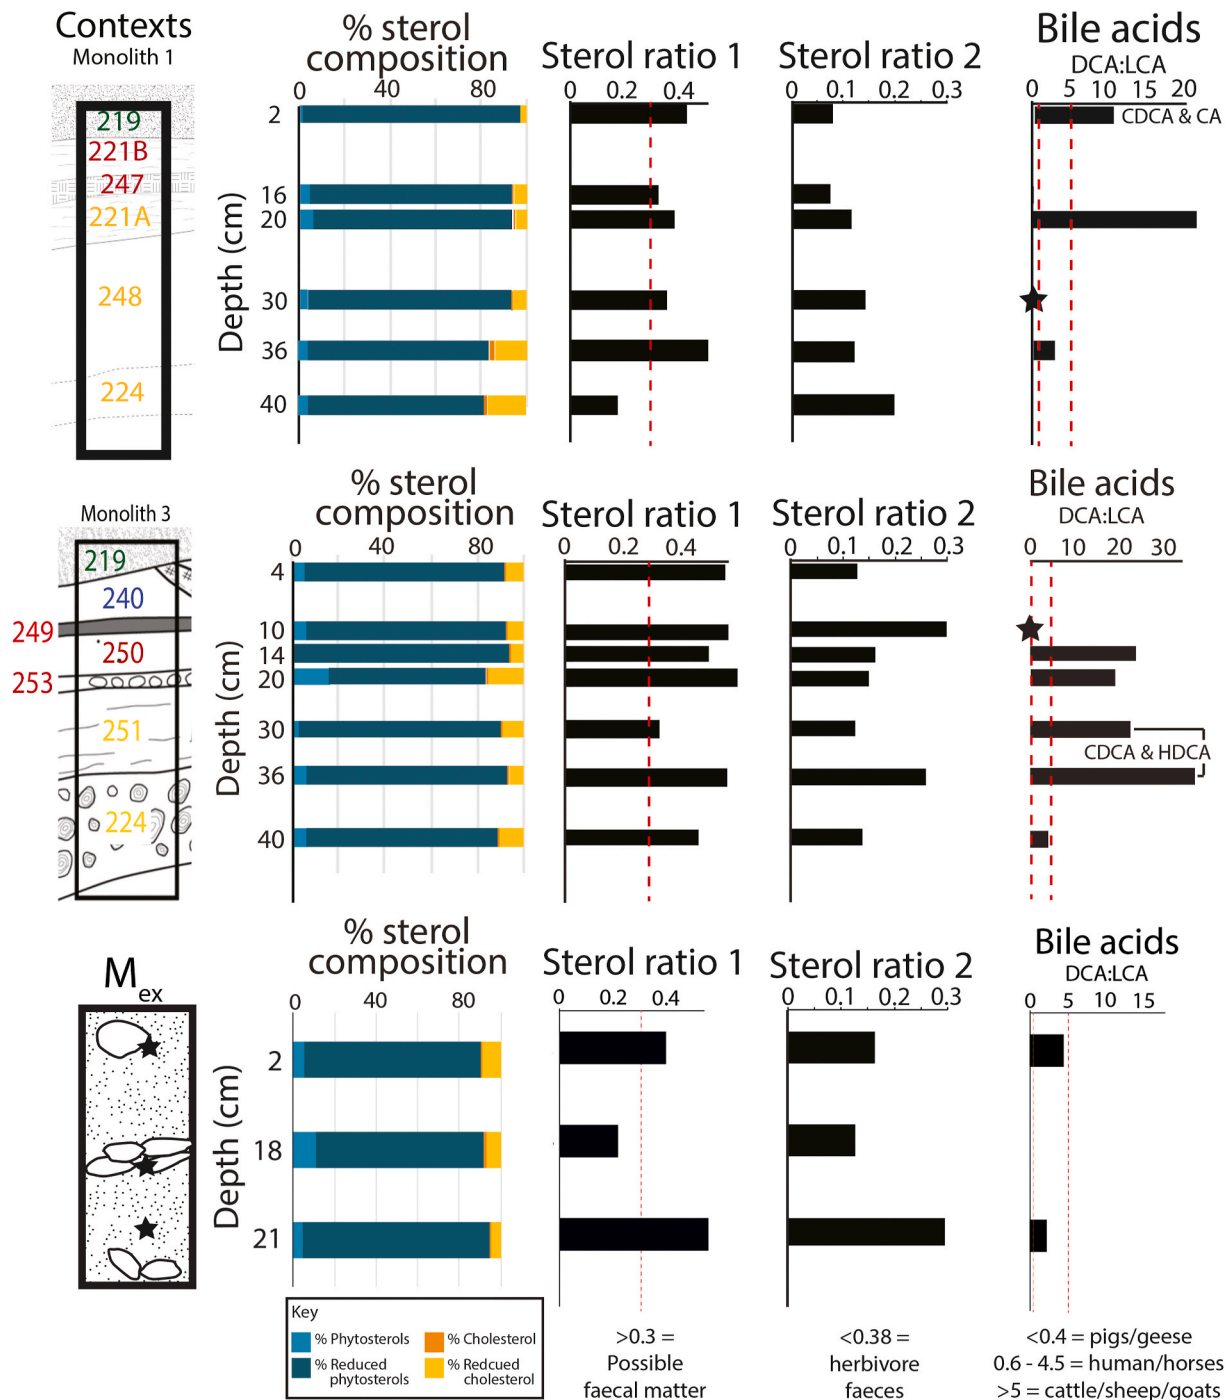 Contexts
Monolith 1
% sterol
composition
Sterol ratio 1
Sterol ratio 2
Bile acids
DCA:LCA
0 40 80
0 0.2 0.4
0 0.1 0.2 0.3
0 5 10 15 20
219
221B
247
221A
248
224
Depth (cm)
2
16
20
30
36
40
CDCA & CA
Monolith 3
% sterol
composition
Sterol ratio 1
Sterol ratio 2
Bile acids
DCA:LCA
0 40 80
0 0.2 0.4
0 0.1 0.2 0.3
0 10 20 30
219
240
249
250
253
251
224
Depth (cm)
4
10
14
20
30
36
40
CDCA & HDCA
Mex
% sterol
composition
Sterol ratio 1
Sterol ratio 2
Bile acids
DCA:LCA
0 40 80
0 0.2 0.4
0 0.1 0.2 0.3
0 5 10 15
Depth (cm)
2
18
21
Key
% Phytosterols
% Cholesterol
% Reduced
phytosterols
% Redcued
cholesterol
>0.3 =
Possible
faecal matter
<0.38 =
herbivore
faeces
<0.4 = pigs/geese
0.6 - 4.5 = human/horses
>5 = cattle/sheep/goats